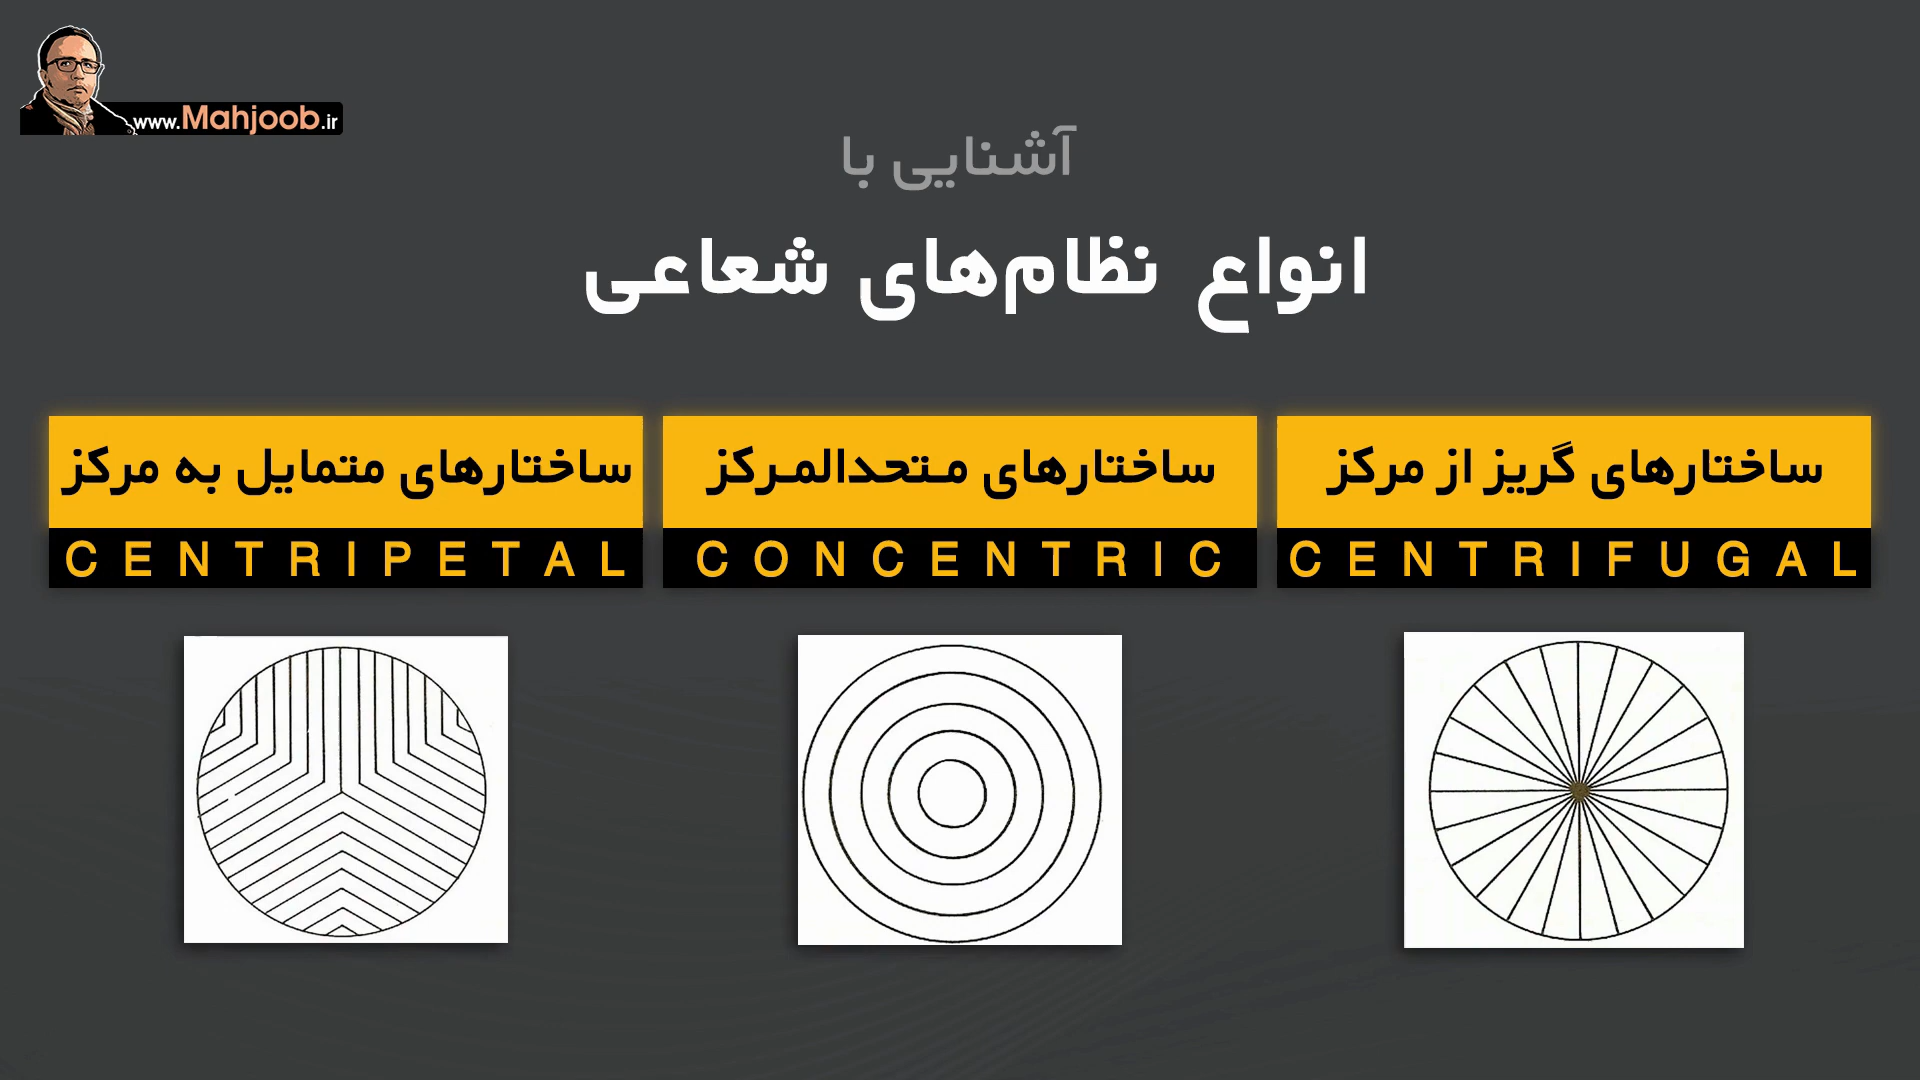 www.Mahjoob.ir
آشنایی با
انواع نظام‌های شعاعی
ساختارهای گریز از مرکز
CENTRIFUGAL
ساختارهای متحدالمرکز
CONCENTRIC
ساختارهای متمایل به مرکز
CENTRIPETAL